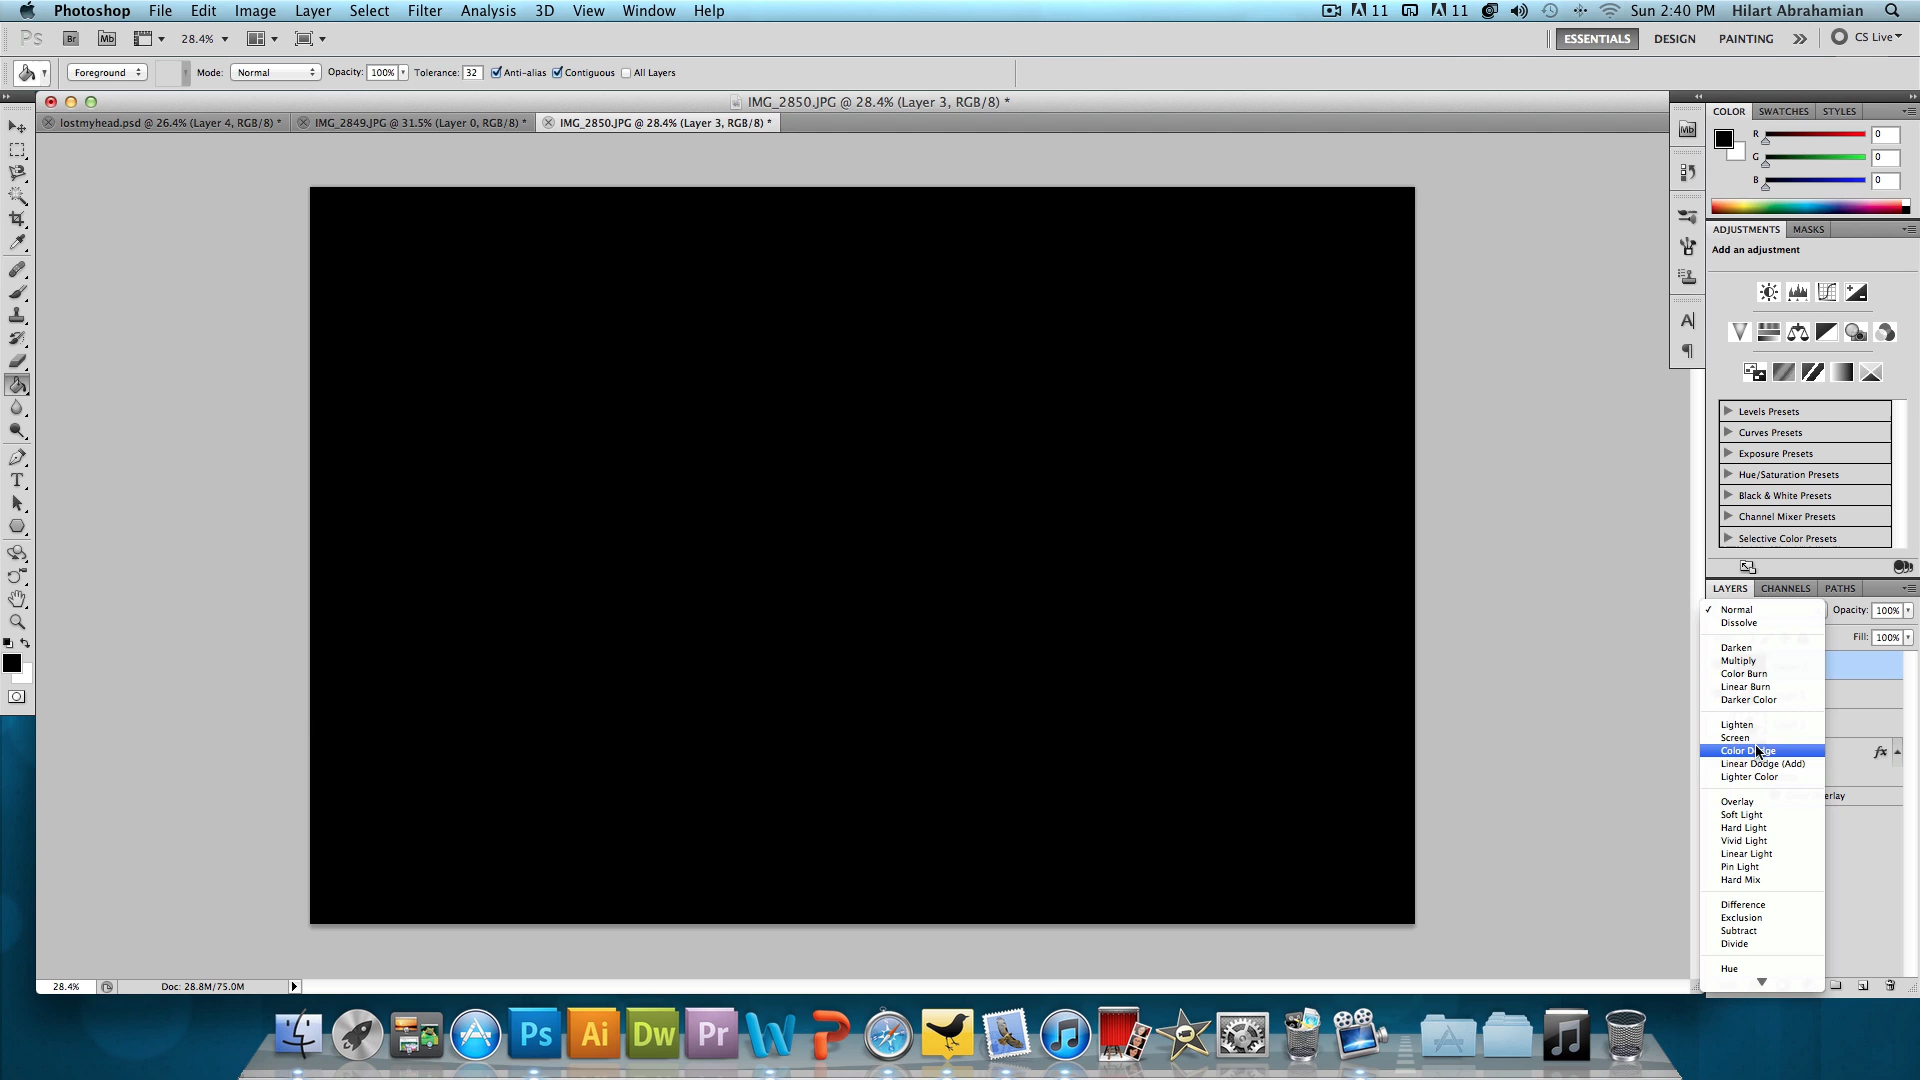 Photoshop File Edit Image Layer Select Filter Analysis 3D View Window Help 11 11 Sun 2:40 PM Hilart Abrahamian
Ps Br Mb 28.4% ESSENTIALS DESIGN PAINTING CS Live
Foreground Mode: Normal Opacity: 100% Tolerance: 32 Anti-alias Contiguous All Layers
IMG_2850.JPG @ 28.4% (Layer 3, RGB/8) *
lostmyhead.psd @ 26.4% (Layer 4, RGB/8) * IMG_2849.JPG @ 31.5% (Layer 0, RGB/8) * IMG_2850.JPG @ 28.4% (Layer 3, RGB/8) *
COLOR SWATCHES STYLES
Mb
R 0
G 0
B 0
ADJUSTMENTS MASKS
Add an adjustment
Levels Presets
Curves Presets
Exposure Presets
Hue/Saturation Presets
Black & White Presets
Channel Mixer Presets
Selective Color Presets
LAYERS CHANNELS PATHS
Normal Opacity: 100%
Dissolve
Fill: 100%
Darken
Multiply
Color Burn
Linear Burn
Darker Color
Lighten
Screen
Color Dodge
Linear Dodge (Add)
Lighter Color
fx
Overlay
Soft Light
Hard Light
Vivid Light
Linear Light
Pin Light
Hard Mix
Difference
Exclusion
Subtract
Divide
Hue
28.4% Doc: 28.8M/75.0M
Ps Ai Dw Pr W P